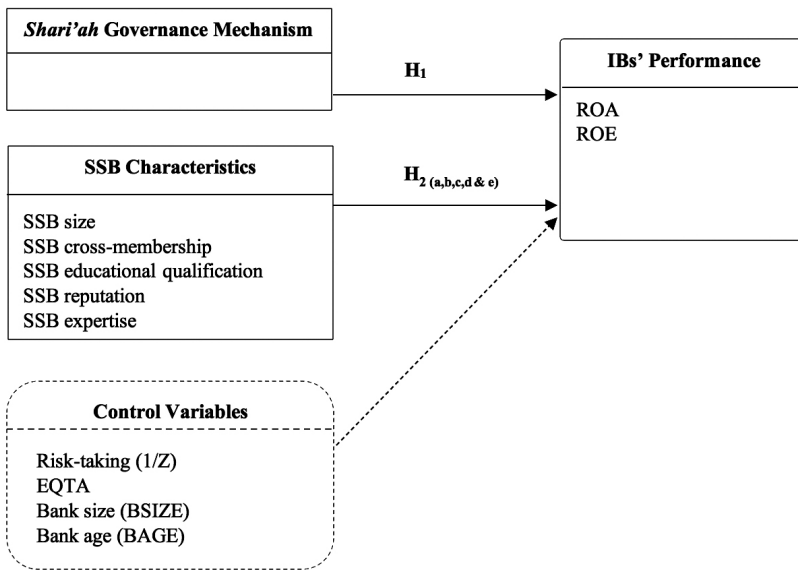 Shari’ah Governance Mechanism
H1
IBs’ Performance
ROA
ROE
SSB Characteristics
H2 (a,b,c,d & e)
SSB size
SSB cross-membership
SSB educational qualification
SSB reputation
SSB expertise
Control Variables
Risk-taking (1/Z)
EQTA
Bank size (BSIZE)
Bank age (BAGE)